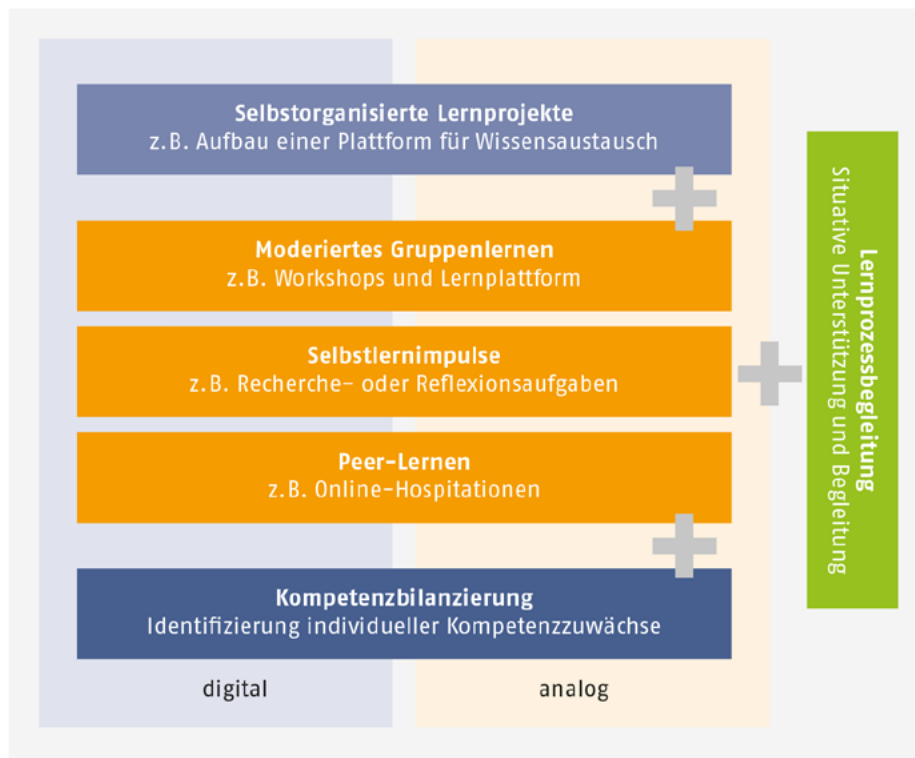 Selbstorganisierte Lernprojekte
z.B. Aufbau einer Plattform für Wissensaustausch
Moderiertes Gruppenlernen
z.B. Workshops und Lernplattform
Selbstlernimpulse
z.B. Recherche- oder Reflexionsaufgaben
Peer-Lernen
z.B. Online-Hospitationen
Kompetenzbilanzierung
Identifizierung individueller Kompetenzzuwächse
digital
analog
Lernprozessbegleitung
Situative Unterstützung und Begleitung